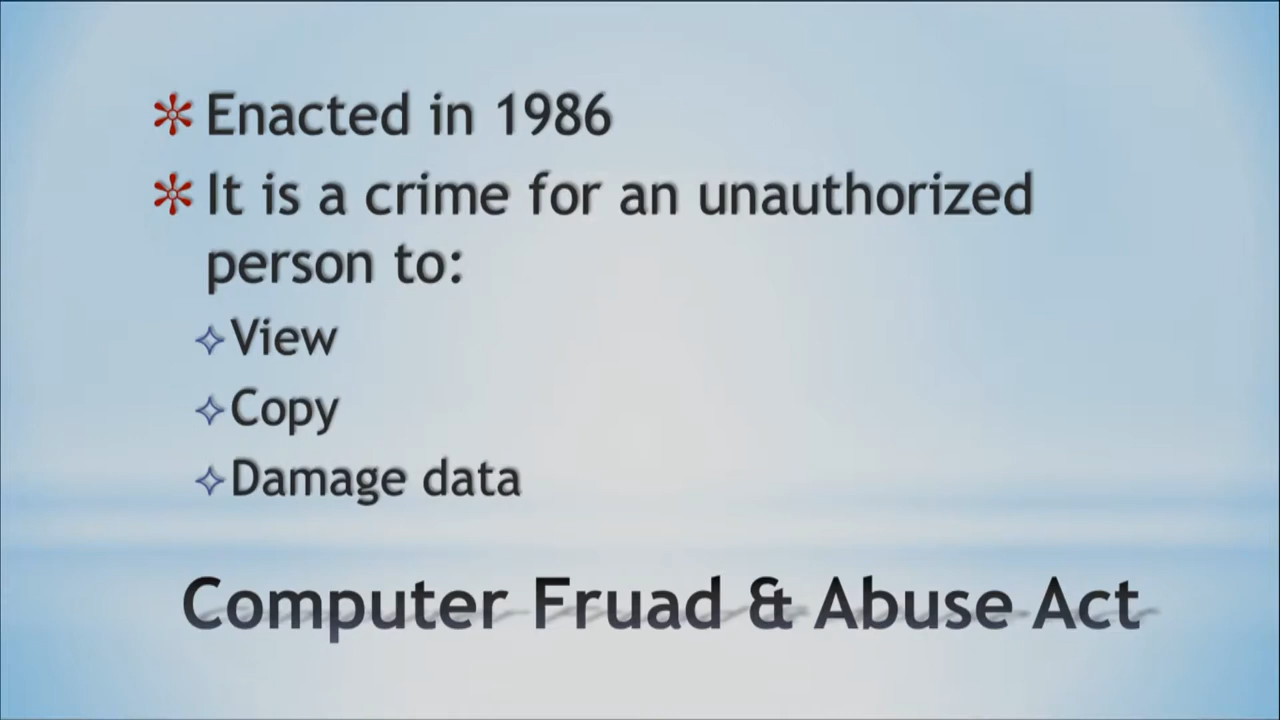 Enacted in 1986
It is a crime for an unauthorized
person to:
View
Copy
Damage data
Computer Fruad & Abuse Act